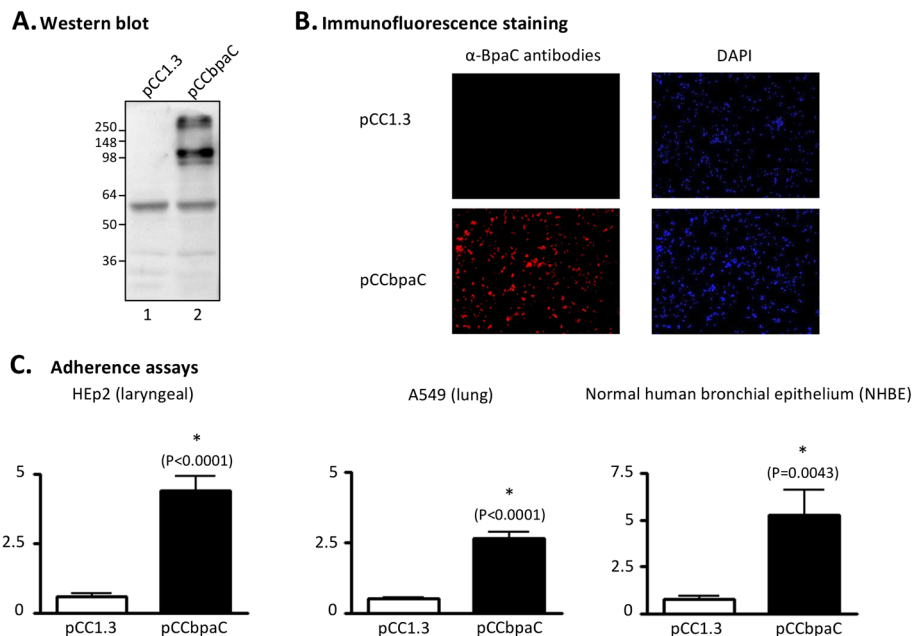 A. Western blot
pCC1.3
pCCbpaC
250
148
98
64
50
36
1 2
B. Immunofluorescence staining
α-BpaC antibodies DAPI
pCC1.3
pCCbpaC
C. Adherence assays
HEp2 (laryngeal)
*
(P<0.0001)
5
2.5
0
pCC1.3 pCCbpaC
A549 (lung)
*
(P<0.0001)
5
2.5
0
pCC1.3 pCCbpaC
Normal human bronchial epithelium (NHBE)
*
(P=0.0043)
7.5
5
2.5
0
pCC1.3 pCCbpaC